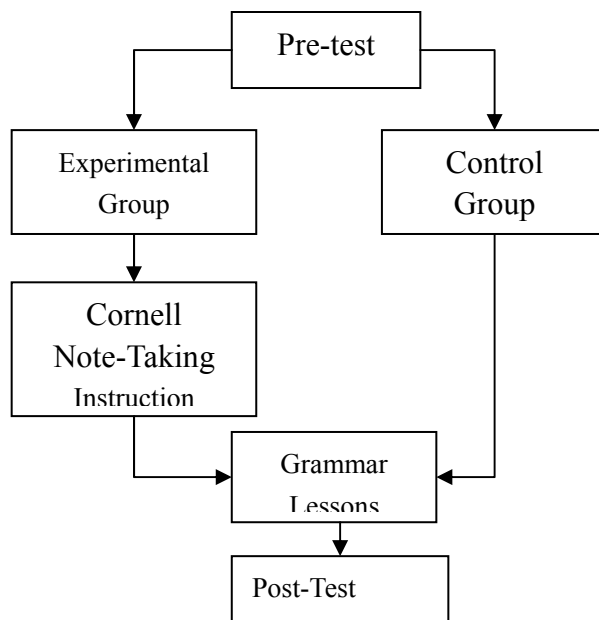 Pre-test
Experimental
Group
Control
Group
Cornell
Note-Taking
Instruction
Grammar
Lessons
Post-Test